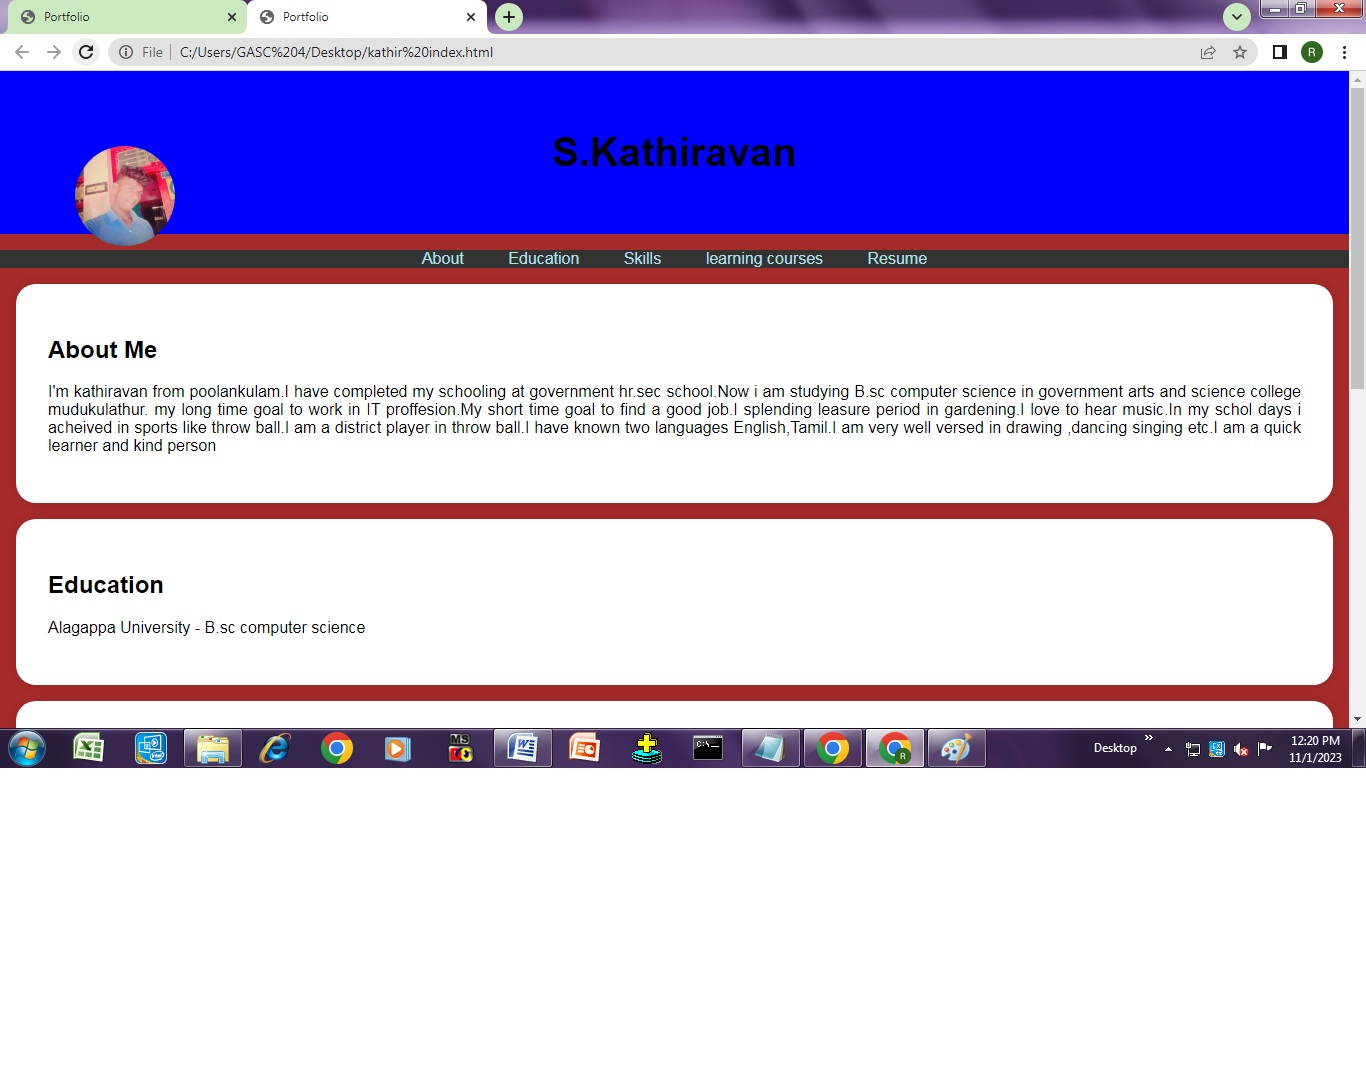 Portfolio
Portfolio
File
C:/Users/GASC%204/Desktop/kathir%20index.html
R
S.Kathiravan
About Education Skills learning courses Resume
About Me
I'm kathiravan from poolankulam.I have completed my schooling at government hr.sec school.Now i am studying B.sc computer science in government arts and science college
mudukulathur. my long time goal to work in IT proffesion.My short time goal to find a good job.I splending leasure period in gardening.I love to hear music.In my schol days i
acheived in sports like throw ball.I am a district player in throw ball.I have known two languages English,Tamil.I am very well versed in drawing ,dancing singing etc.I am a quick
learner and kind person
Education
Alagappa University - B.sc computer science
MS
C:\
R
Desktop
12:20 PM
11/1/2023